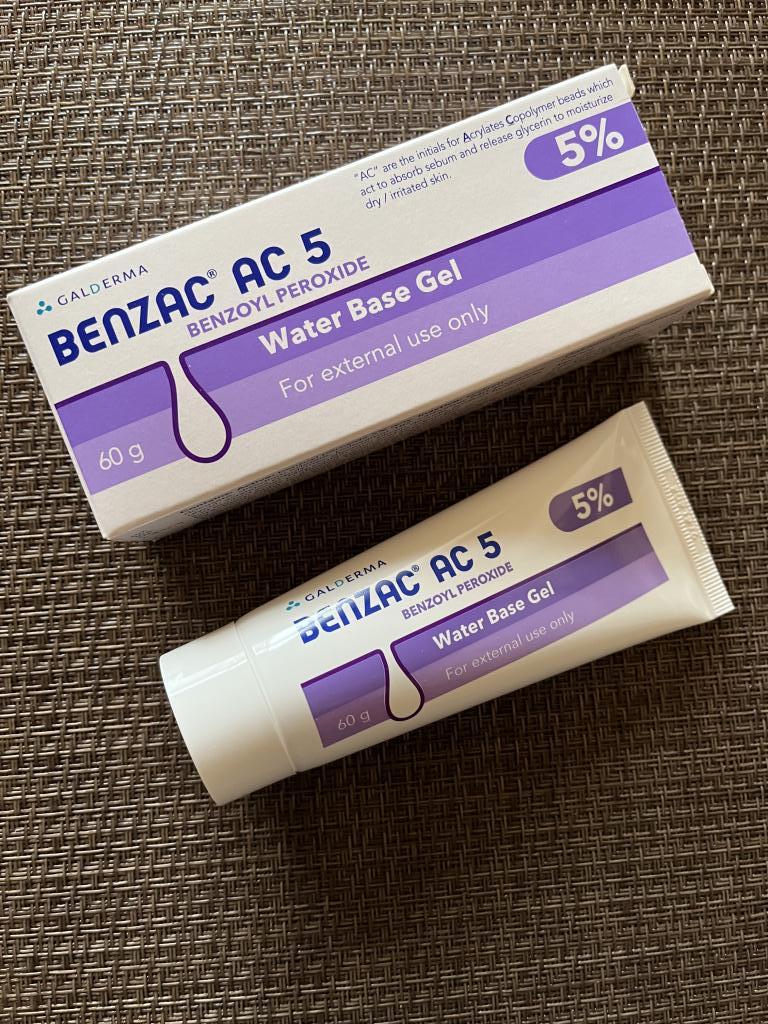 "AC" are the initials for Acrylates Copolymer beads which
act to absorb sebum and release glycerin to moisturize
dry / irritated skin.
5%
GALDERMA
BENZAC® AC 5
BENZOYL PEROXIDE
Water Base Gel
For external use only
60 g
5%
GALDERMA
BENZAC® AC 5
BENZOYL PEROXIDE
Water Base Gel
For external use only
60 g